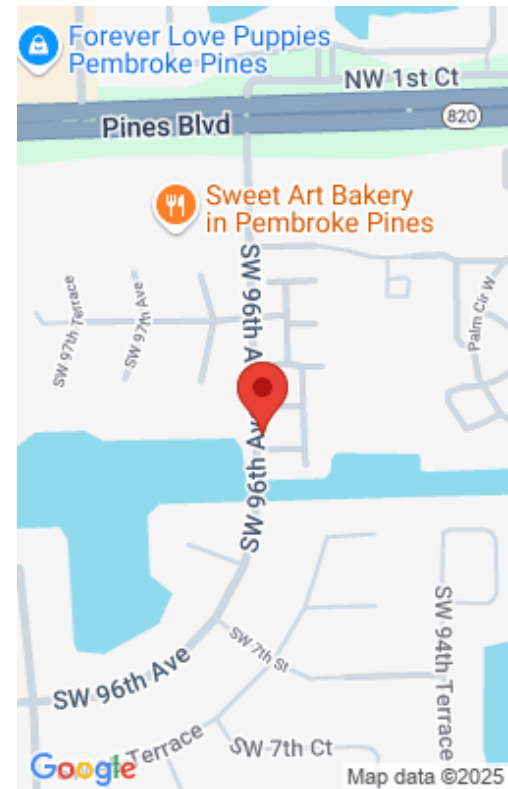 Forever Love Puppies
Pembroke Pines
NW 1st Ct
820
Pines Blvd
Sweet Art Bakery
in Pembroke Pines
SW 96th A
SW 97th Terrace
SW 97th Ave
Palm Cir W
SW 96th Ave
SW 7th St
SW 94th Terrace
SW 96th Ave
Terrace
SW 7th Ct
Google
Map data ©2025